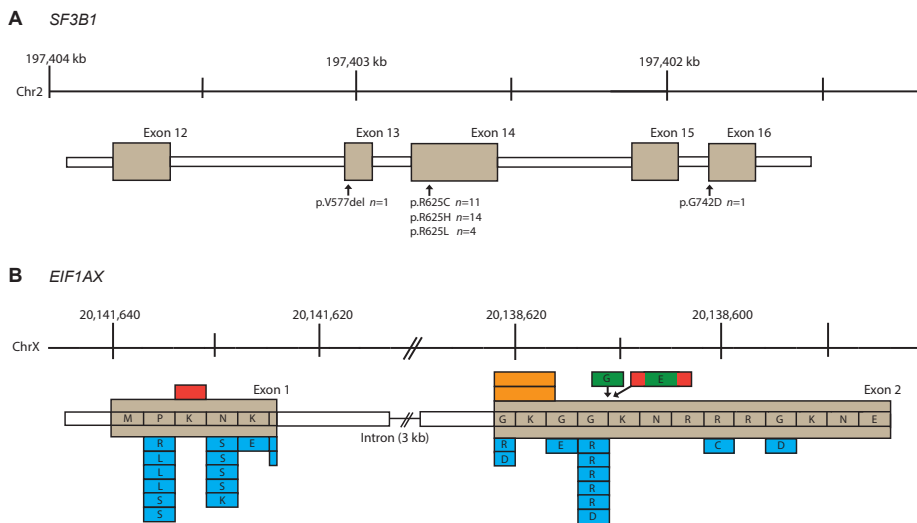 A SF3B1
197,404 kb 197,403 kb 197,402 kb
Chr2
Exon 12 Exon 13 Exon 14 Exon 15 Exon 16
p.V577del n=1 p.R625C n=11 p.G742D n=1
p.R625H n=14
p.R625L n=4
B EIF1AX
20,141,640 20,141,620 20,138,620 20,138,600
ChrX
G E
Exon 1 Exon 2
M P K N K G K G G K N R R R G K N E
Intron (3 kb)
R S E R E R C D
L S D R
L S R
L S R
S K R
S D